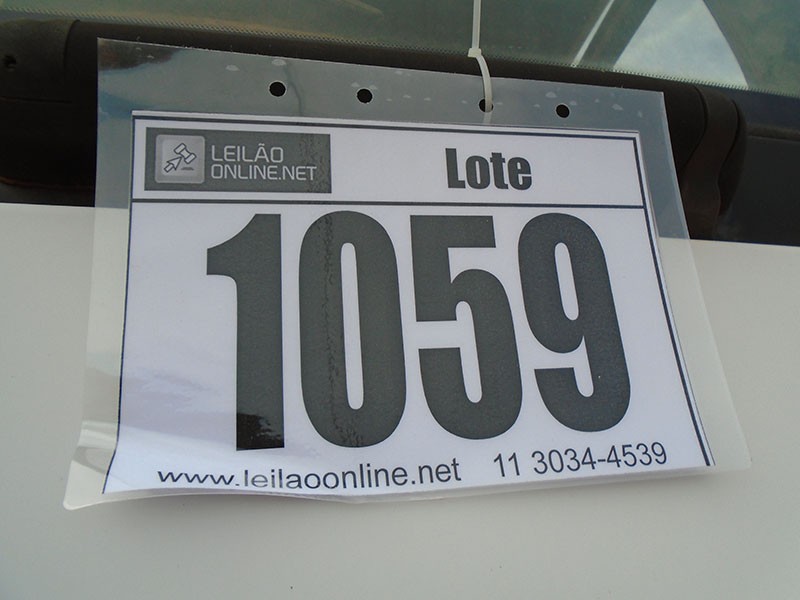 LEILÃO
ONLINE.NET
Lote
1059
www.leilaoonline.net 11 3034-4539